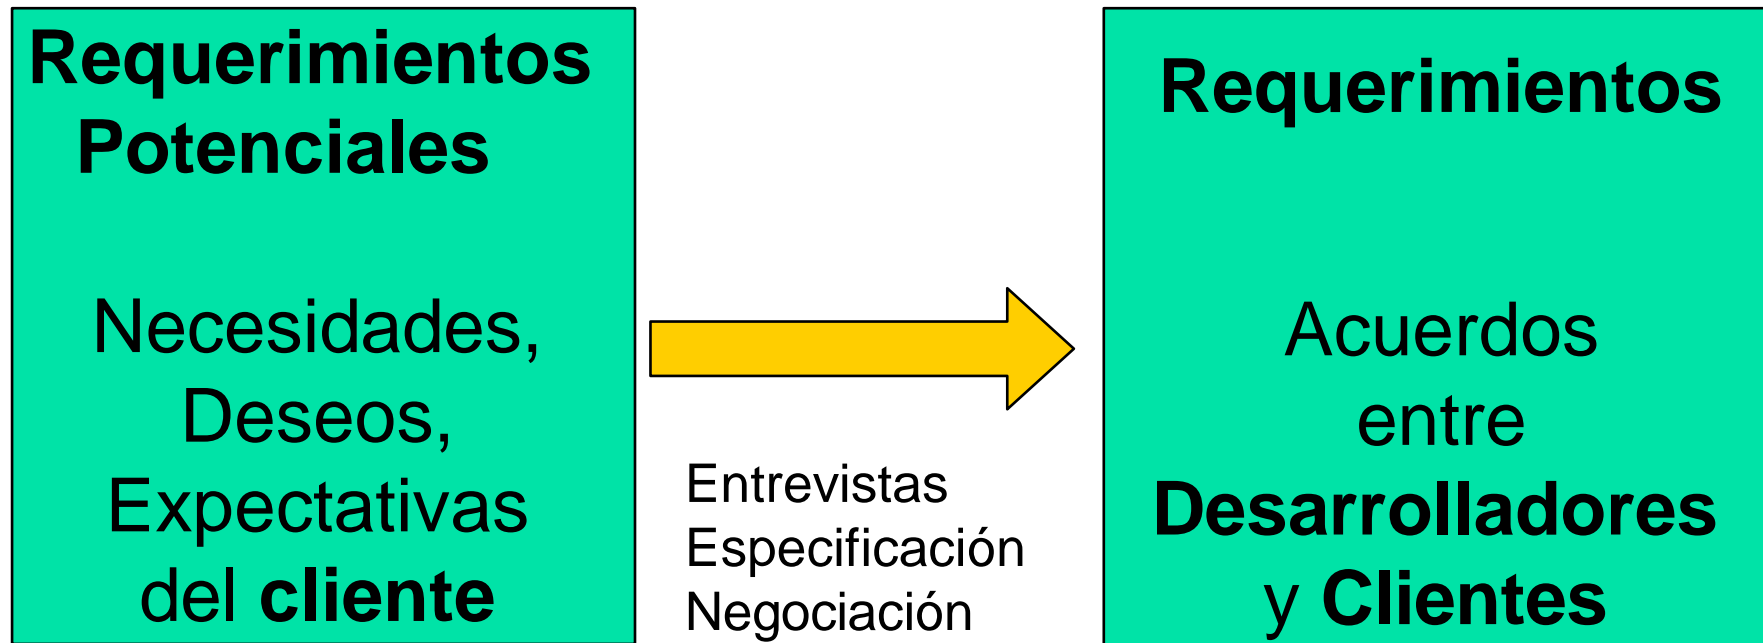 Requerimientos
Potenciales
Necesidades,
Deseos,
Expectativas
del cliente
Entrevistas
Especificación
Negociación
Requerimientos
Acuerdos
entre
Desarrolladores
y Clientes